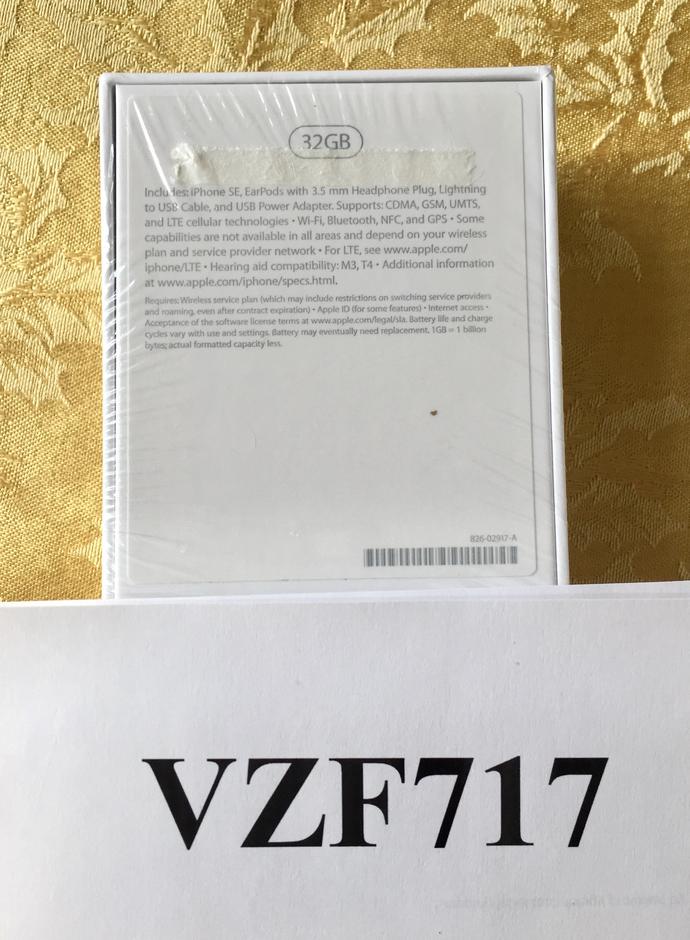 32GB
Includes: iPhone SE, EarPods with 3.5 mm Headphone Plug, Lightning
to USB Cable, and USB Power Adapter. Supports: CDMA, GSM, UMTS,
and LTE cellular technologies • Wi-Fi, Bluetooth, NFC, and GPS • Some
capabilities are not available in all areas and depend on your wireless
plan and service provider network • For LTE, see www.apple.com/
iphone/LTE • Hearing aid compatibility: M3, T4 • Additional information
at www.apple.com/iphone/specs.html.
Requires: Wireless service plan (which may include restrictions on switching service providers
and roaming, even after contract expiration) • Apple ID (for some features) • Internet access •
Acceptance of the software license terms at www.apple.com/legal/sla. Battery life and charge
cycles vary with use and settings. Battery may eventually need replacement. 1GB = 1 billion
bytes; actual formatted capacity less.
826-02917-A
VZF717